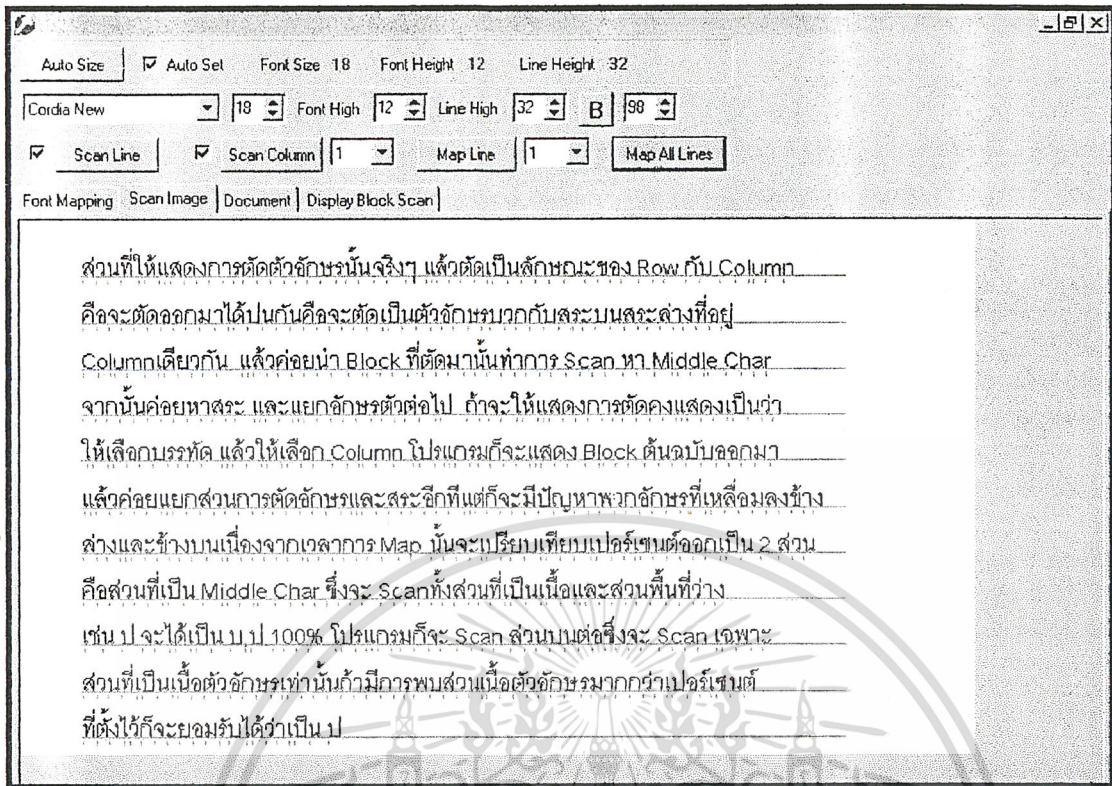 Auto Size Auto Set Font Size 18 Font Height 12 Line Height 32
Cordia New 18 Font High 12 Line High 32 B 98
Scan Line Scan Column 1 Map Line 1 Map All Lines
Font Mapping Scan Image Document Display Block Scan
ส่วนที่ให้แสดงการตัดตัวอักษรนั้นจริงๆ แล้วตัดเป็นลักษณะของ Row กับ Column
คือจะตัดออกมาได้ปนกันคือจะตัดเป็นตัวอักษรบวกกับสระบนสระล่างที่อยู่
Columnเดียวกัน แล้วค่อยนำ Block ที่ตัดมานั้นทำการ Scan หา Middle Char
จากนั้นค่อยหาสระ และแยกอักษรตัวต่อไป ถ้าจะให้แสดงการตัดคงแสดงเป็นว่า
ให้เลือกบรรทัด แล้วให้เลือก Column โปรแกรมก็จะแสดง Block ต้นฉบับออกมา
แล้วค่อยแยกส่วนการตัดอักษรและสระอีกทีแต่ก็จะมีปัญหาพวกอักษรที่เหลื่อมลงข้าง
ล่างและข้างบนเนื่องจากเวลาการ Map นั้นจะเปรียบเทียบเปอร์เซนต์ออกเป็น 2 ส่วน
คือส่วนที่เป็น Middle Char ซึ่งจะ Scanทั้งส่วนที่เป็นเนื้อและส่วนพื้นที่ว่าง
เช่น ป จะได้เป็น บ,ป 100% โปรแกรมก็จะ Scan ส่วนบนต่อซึ่งจะ Scan เฉพาะ
ส่วนที่เป็นเนื้อตัวอักษรเท่านั้นถ้ามีการพบส่วนเนื้อตัวอักษรมากกว่าเปอร์เซนต์
ที่ตั้งไว้ก็จะยอมรับได้ว่าเป็น ป